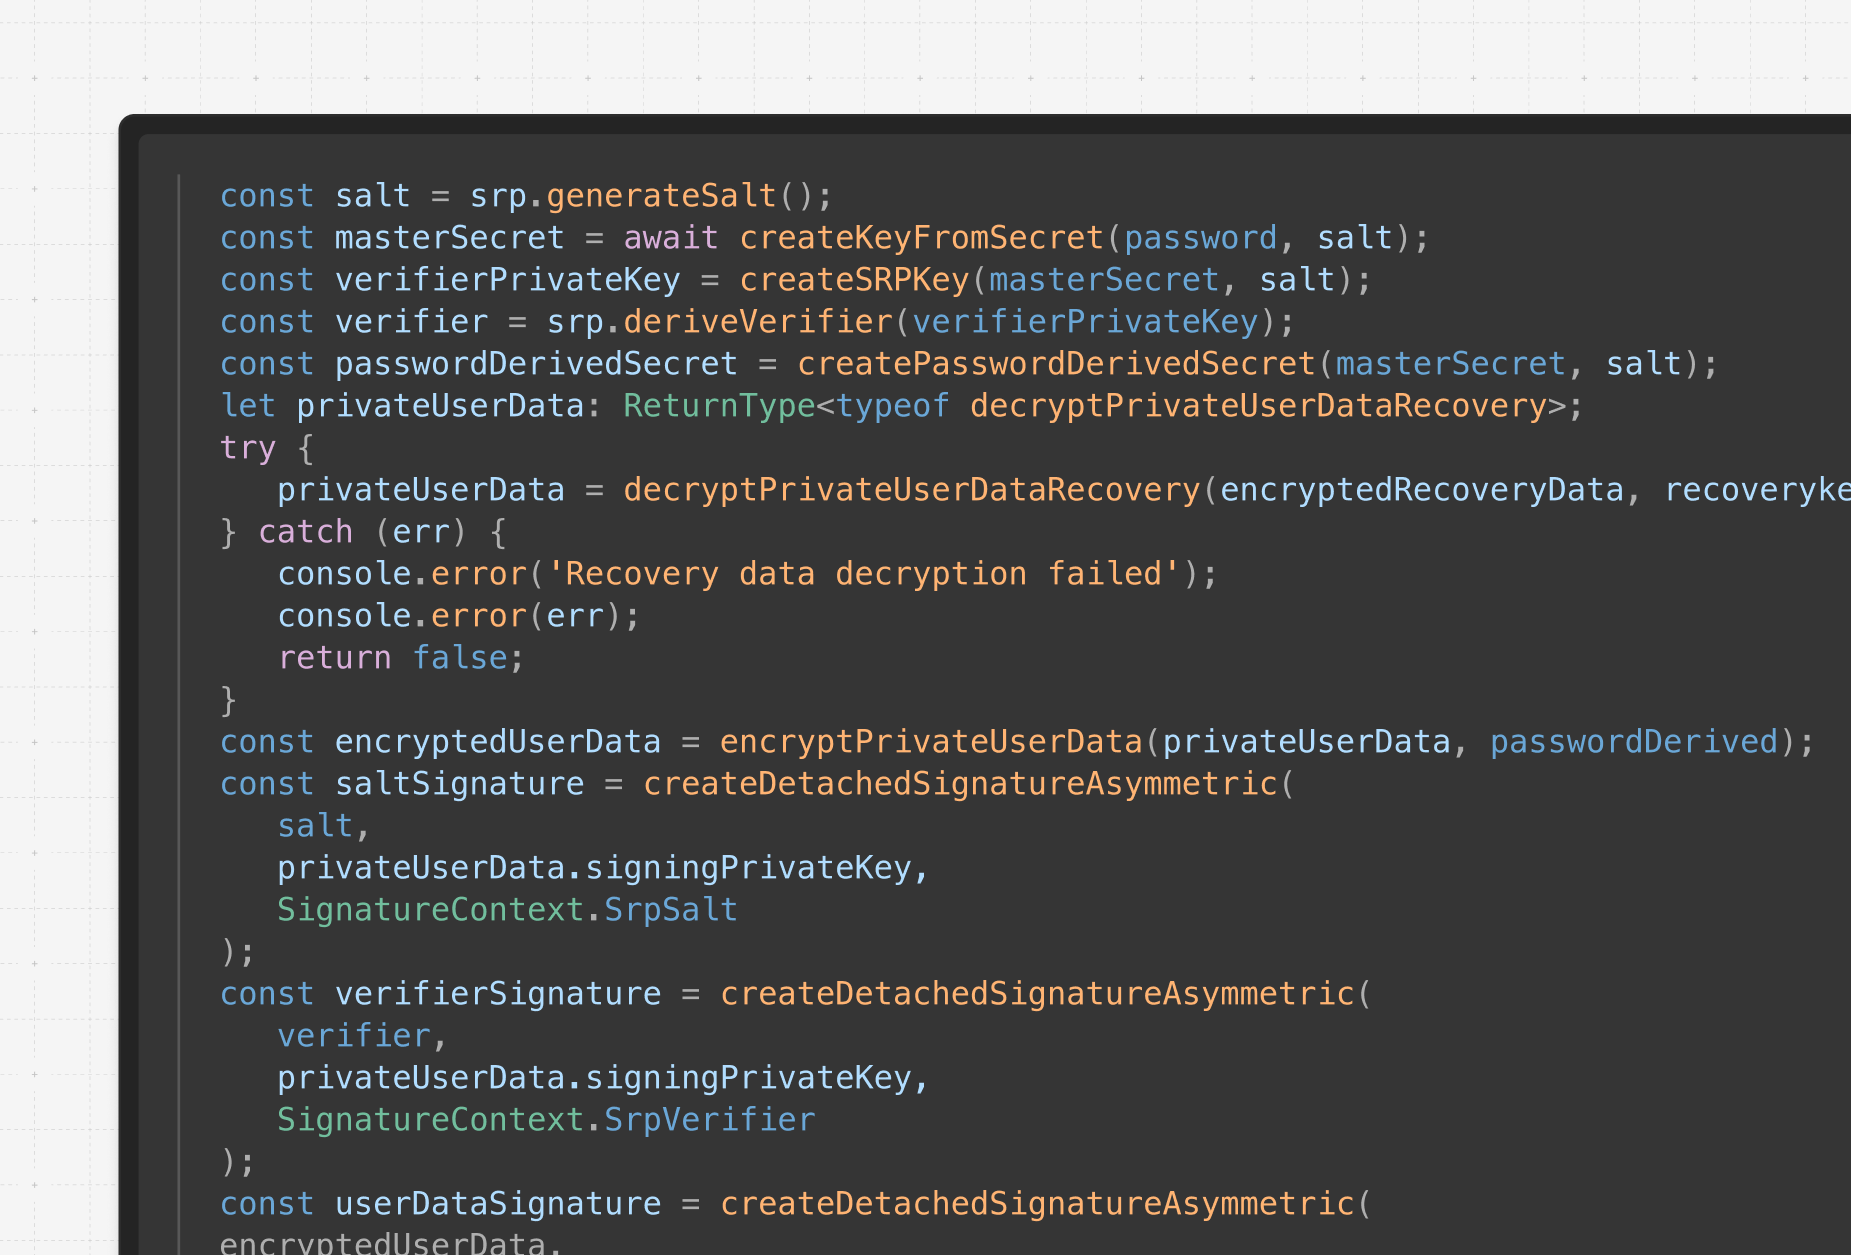 const salt = srp.generateSalt();
const masterSecret = await createKeyFromSecret(password, salt);
const verifierPrivateKey = createSRPKey(masterSecret, salt);
const verifier = srp.deriveVerifier(verifierPrivateKey);
const passwordDerivedSecret = createPasswordDerivedSecret(masterSecret, salt);
let privateUserData: ReturnType<typeof decryptPrivateUserDataRecovery>;
try {
privateUserData = decryptPrivateUserDataRecovery(encryptedRecoveryData, recoveryke
} catch (err) {
console.error('Recovery data decryption failed');
console.error(err);
return false;
}
const encryptedUserData = encryptPrivateUserData(privateUserData, passwordDerived);
const saltSignature = createDetachedSignatureAsymmetric(
salt,
privateUserData.signingPrivateKey,
SignatureContext.SrpSalt
);
const verifierSignature = createDetachedSignatureAsymmetric(
verifier,
privateUserData.signingPrivateKey,
SignatureContext.SrpVerifier
);
const userDataSignature = createDetachedSignatureAsymmetric(
encryptedUserData,